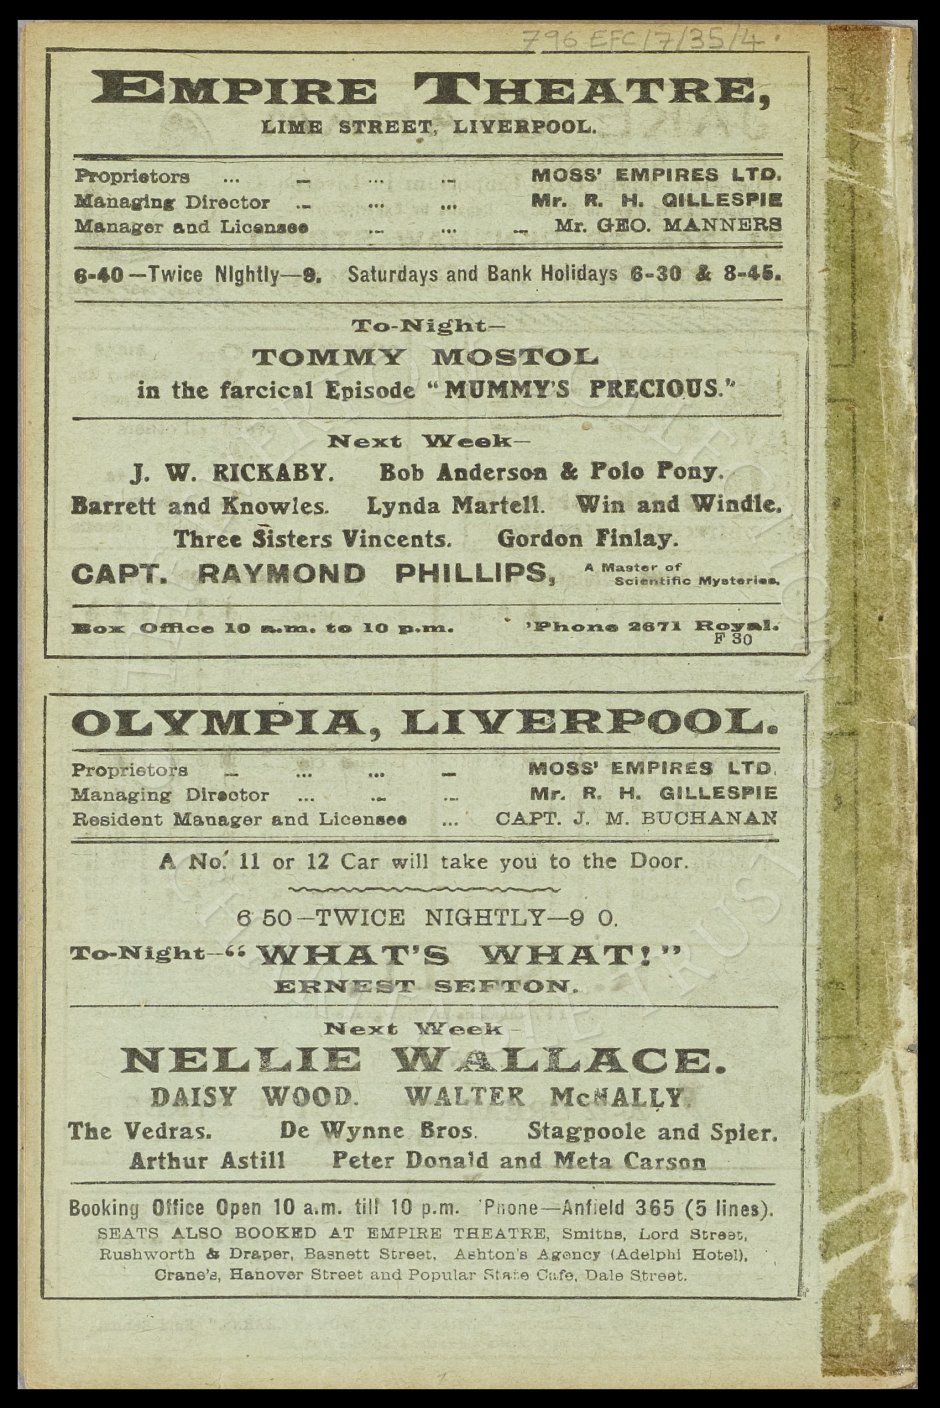 796 EFC/7/35/4.
EMPIRE THEATRE,
LIME STREET, LIVERPOOL.
Proprietors ... ... ... ... MOSS' EMPIRES LTD.
Managing Director ... ... ... Mr. R. H. GILLESPIE
Manager and Licensee ... ... ... Mr. GEO. MANNERS
6-40—Twice Nightly—9. Saturdays and Bank Holidays 6-30 & 8-45.
To-Night—
TOMMY MOSTOL
in the farcical Episode "MUMMY'S PRECIOUS."
Next Week—
J. W. RICKABY. Bob Anderson & Polo Pony.
Barrett and Knowles. Lynda Martell. Win and Windle.
Three Sisters Vincents. Gordon Finlay.
CAPT. RAYMOND PHILLIPS, A Master of
Scientific Mysteries.
Box Office 10 a.m. to 10 p.m. 'Phone 2671 Royal.
F 30
OLYMPIA, LIVERPOOL.
Proprietors ... ... ... ... MOSS' EMPIRES LTD.
Managing Director ... ... ... Mr. R. H. GILLESPIE
Resident Manager and Licensee ... CAPT. J. M. BUCHANAN
A No. 11 or 12 Car will take you to the Door.
6 50—TWICE NIGHTLY—9 0.
To-Night—"WHAT'S WHAT!"
ERNEST SEFTON.
Next Week—
NELLIE WALLACE.
DAISY WOOD. WALTER McNALLY.
The Vedras. De Wynne Bros. Stagpoole and Spier.
Arthur Astill Peter Donald and Meta Carson
Booking Office Open 10 a.m. till 10 p.m. 'Phone—Anfield 365 (5 lines).
SEATS ALSO BOOKED AT EMPIRE THEATRE, Smiths, Lord Street,
Rushworth & Draper, Basnett Street, Ashton's Agency (Adelphi Hotel),
Crane's, Hanover Street and Popular State Cafe, Dale Street.